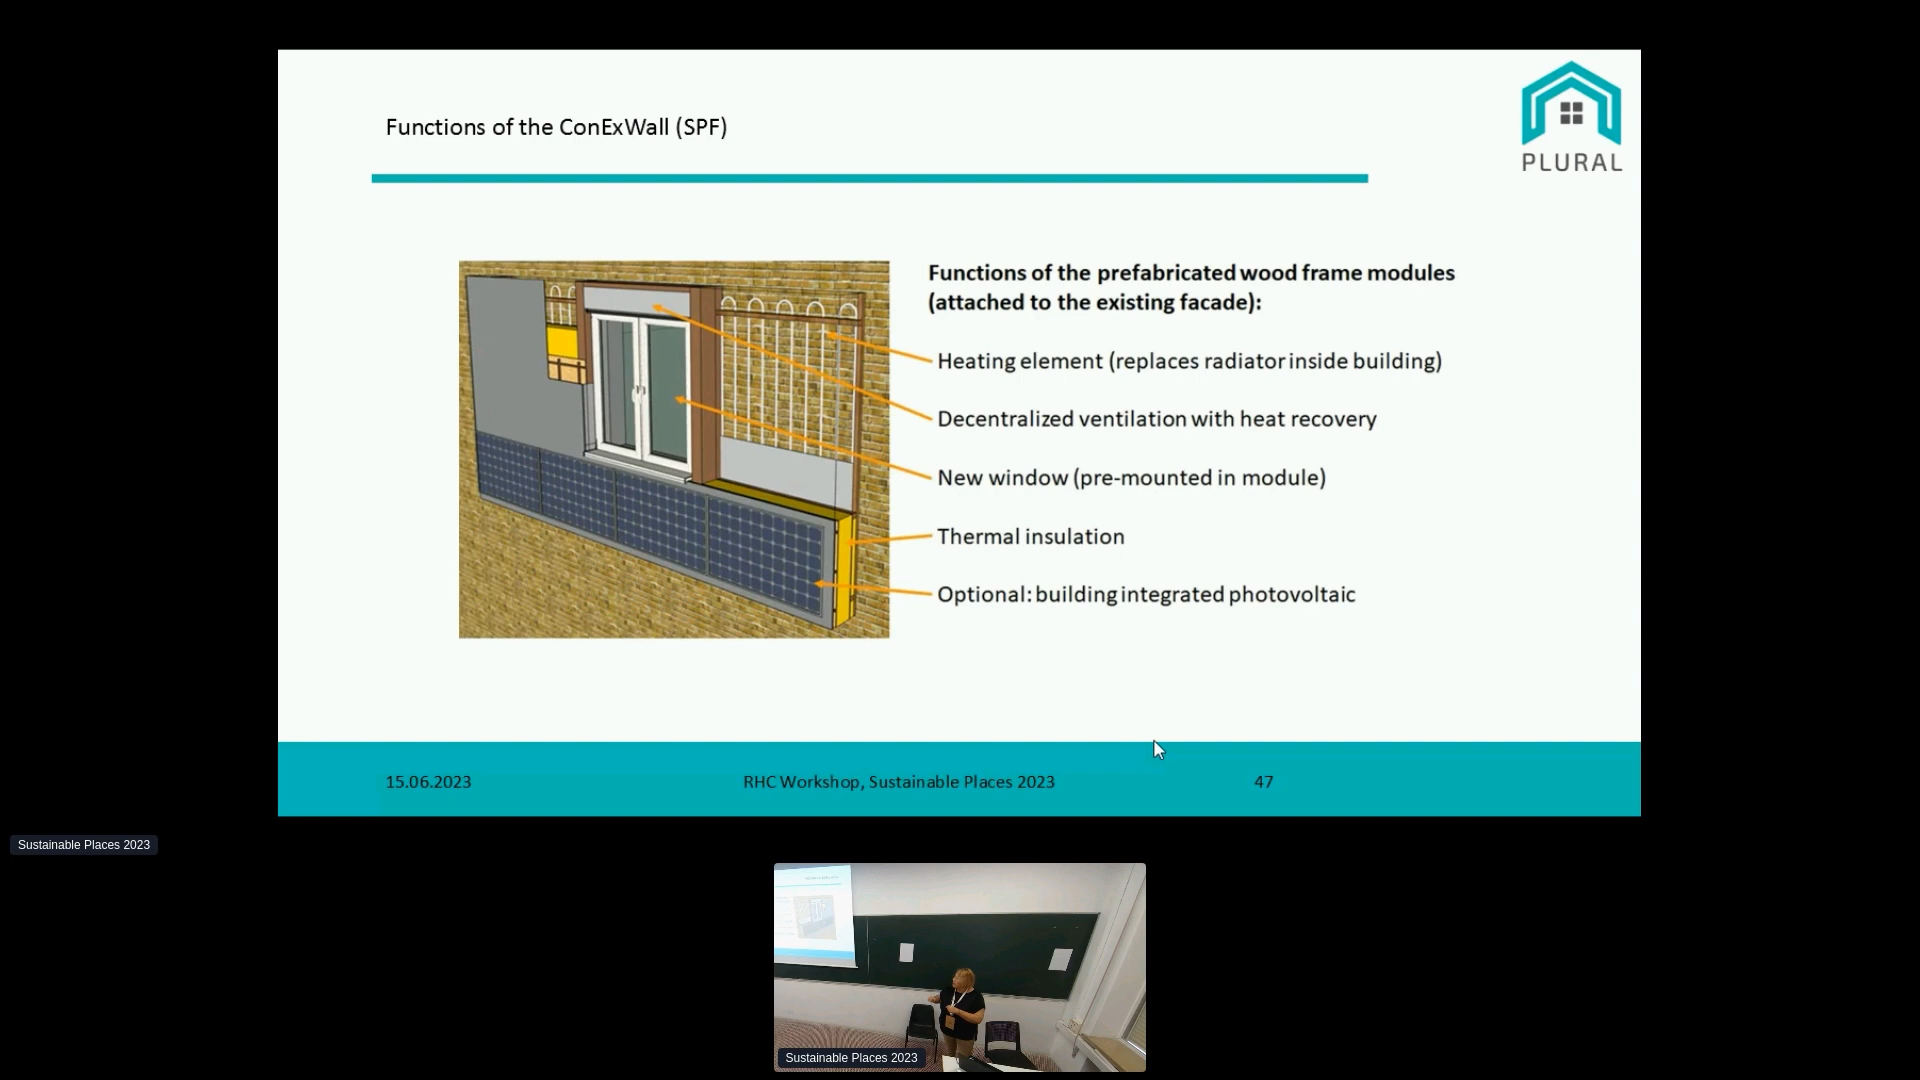 Functions of the ConExWall (SPF)
PLURAL
Functions of the prefabricated wood frame modules
(attached to the existing facade):
Heating element (replaces radiator inside building)
Decentralized ventilation with heat recovery
New window (pre-mounted in module)
Thermal insulation
Optional: building integrated photovoltaic
15.06.2023
RHC Workshop, Sustainable Places 2023
47
Sustainable Places 2023
Sustainable Places 2023